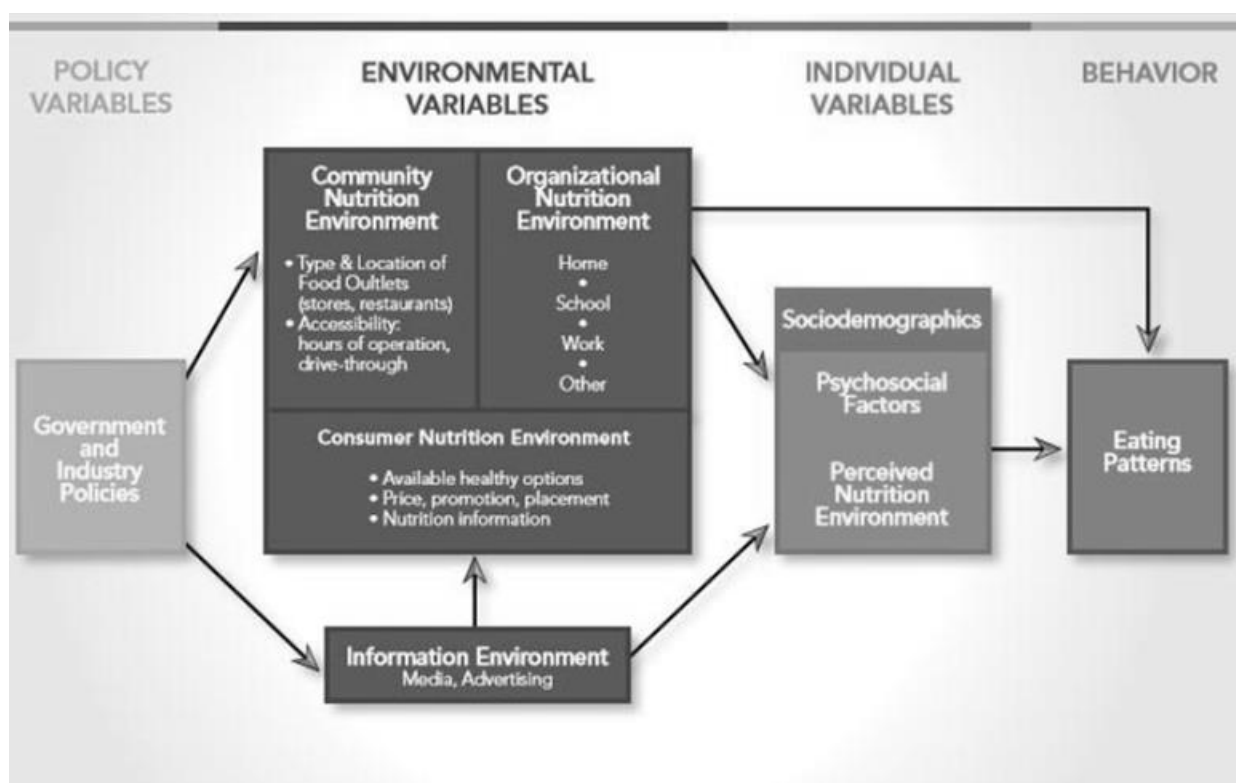 POLICY
VARIABLES
ENVIRONMENTAL
VARIABLES
INDIVIDUAL
VARIABLES
BEHAVIOR
Government
and
Industry
Policies
Community
Nutrition
Environment
• Type & Location of
Food Oultlets
(stores, restaurants)
• Accessibility:
hours of operation,
drive-through
Organizational
Nutrition
Environment
Home
•
School
•
Work
•
Other
Consumer Nutrition Environment
• Available healthy options
• Price, promotion, placement
• Nutrition information
Information Environment
Media, Advertising
Sociodemographics
Psychosocial
Factors
Perceived
Nutrition
Environment
Eating
Patterns